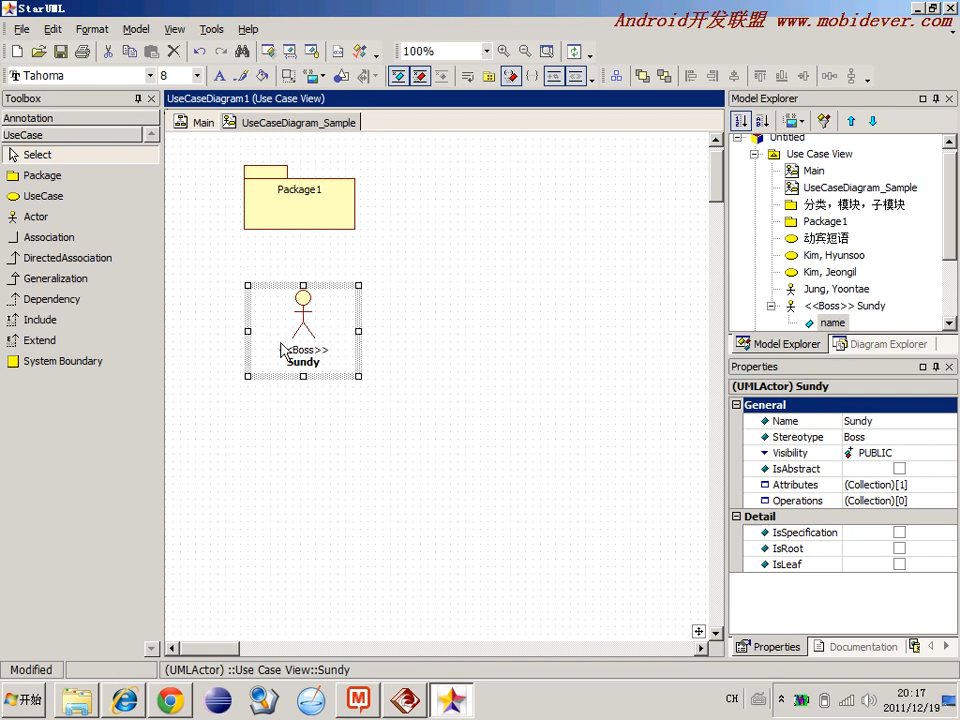 StarUML
Android开发联盟 www.mobidever.com
File Edit Format Model View Tools Help
100%
Tahoma 8
Toolbox
UseCaseDiagram1 (Use Case View)
Model Explorer
Annotation
UseCase
Main UseCaseDiagram_Sample
Select
Package
UseCase
Actor
Association
DirectedAssociation
Generalization
Dependency
Include
Extend
System Boundary
Package1
<<Boss>>
Sundy
Untitled
Use Case View
Main
UseCaseDiagram_Sample
分类，模块，子模块
Package1
动宾短语
Kim, Hyunsoo
Kim, Jeongil
Jung, Yoontae
<<Boss>> Sundy
name
Model Explorer Diagram Explorer
Properties
(UMLActor) Sundy
General
Name Sundy
Stereotype Boss
Visibility PUBLIC
IsAbstract
Attributes (Collection)[1]
Operations (Collection)[0]
Detail
IsSpecification
IsRoot
IsLeaf
Properties Documentation
Modified (UMLActor) ::Use Case View::Sundy
开始
CH
20:17
2011/12/19